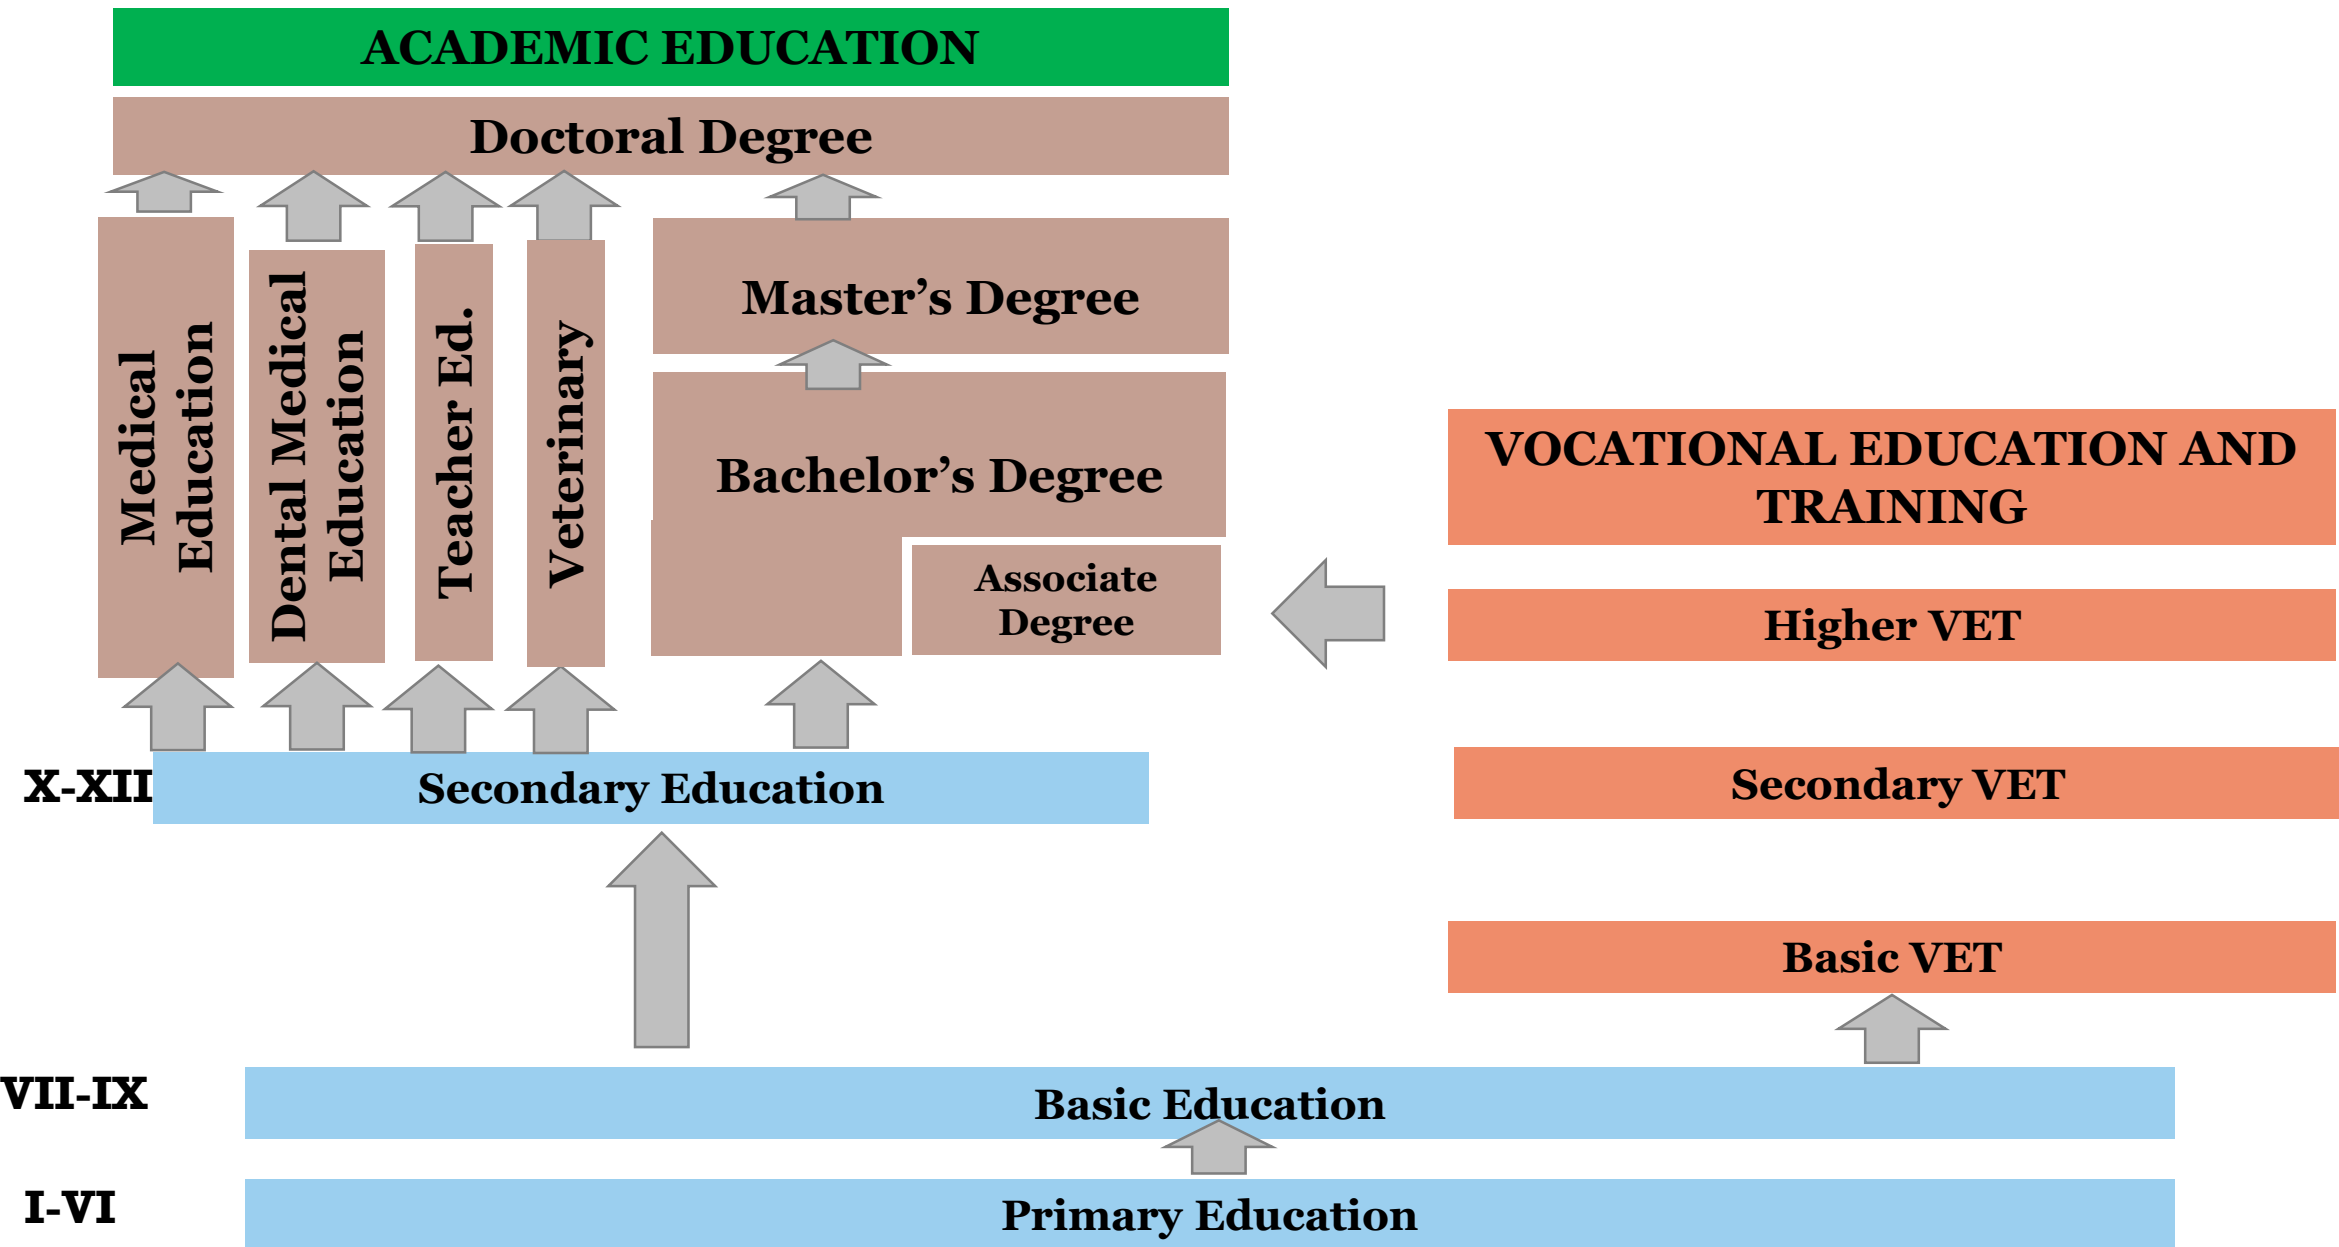 ACADEMIC EDUCATION
Doctoral Degree
Medical
Education
Dental Medical
Education
Teacher Ed.
Veterinary
Master’s Degree
Bachelor’s Degree
Associate
Degree
VOCATIONAL EDUCATION AND
TRAINING
Higher VET
X-XII
Secondary Education
Secondary VET
Basic VET
VII-IX
Basic Education
I-VI
Primary Education